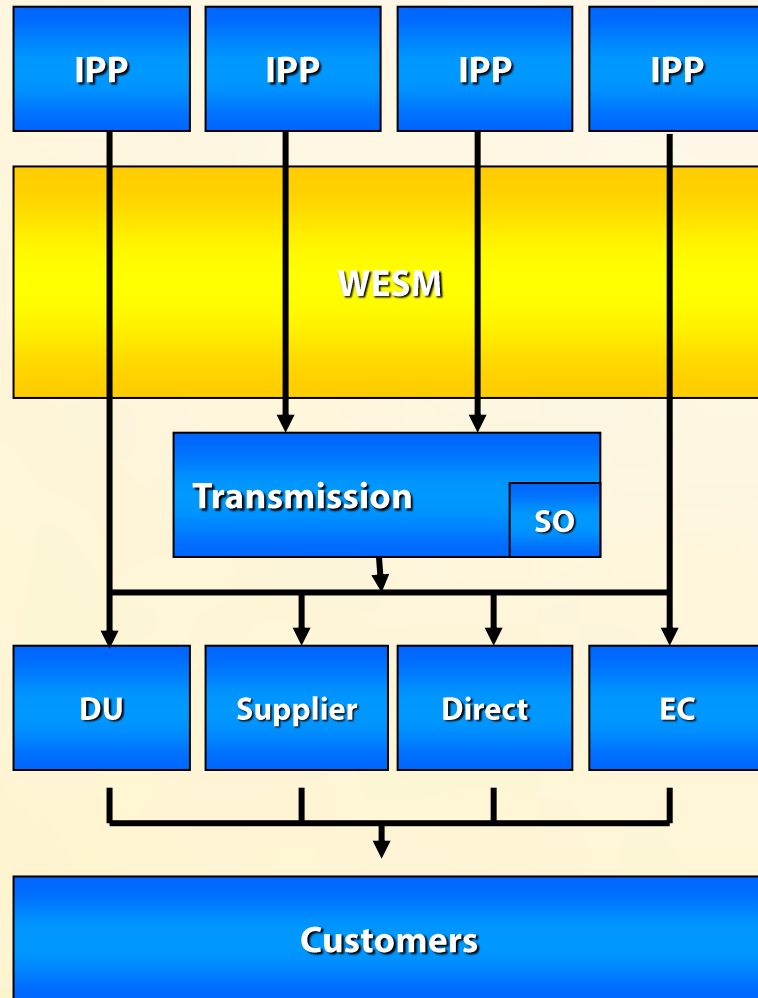 IPP
IPP
IPP
IPP
WESM
Transmission
SO
DU
Supplier
Direct
EC
Customers